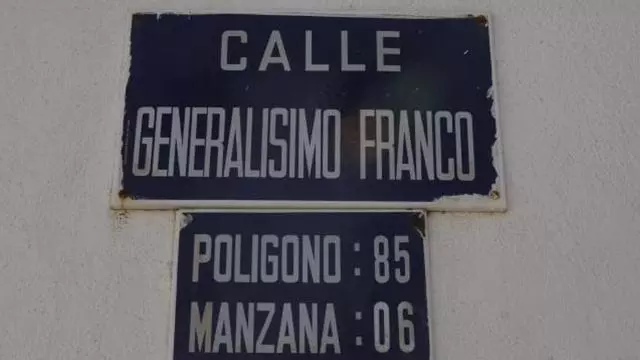 CALLE
GENERALISIMO FRANCO
POLIGONO : 85
MANZANA : 06